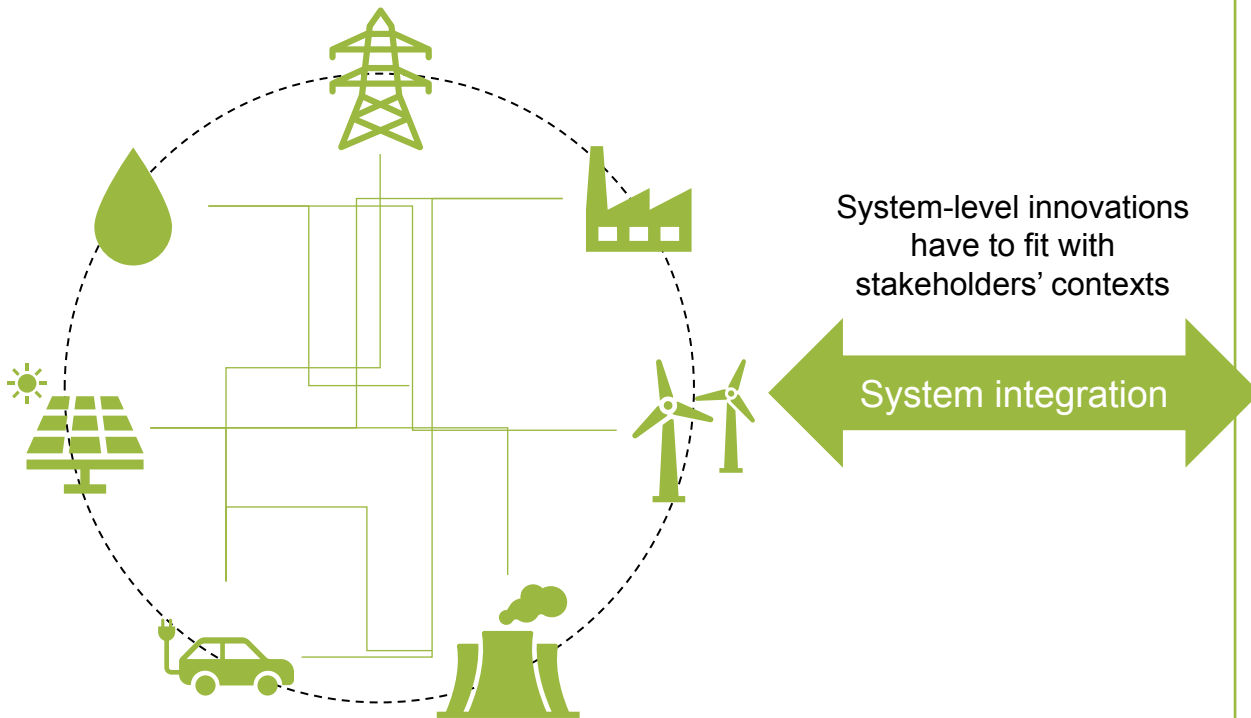 System-level innovations
have to fit with
stakeholders’ contexts
System integration